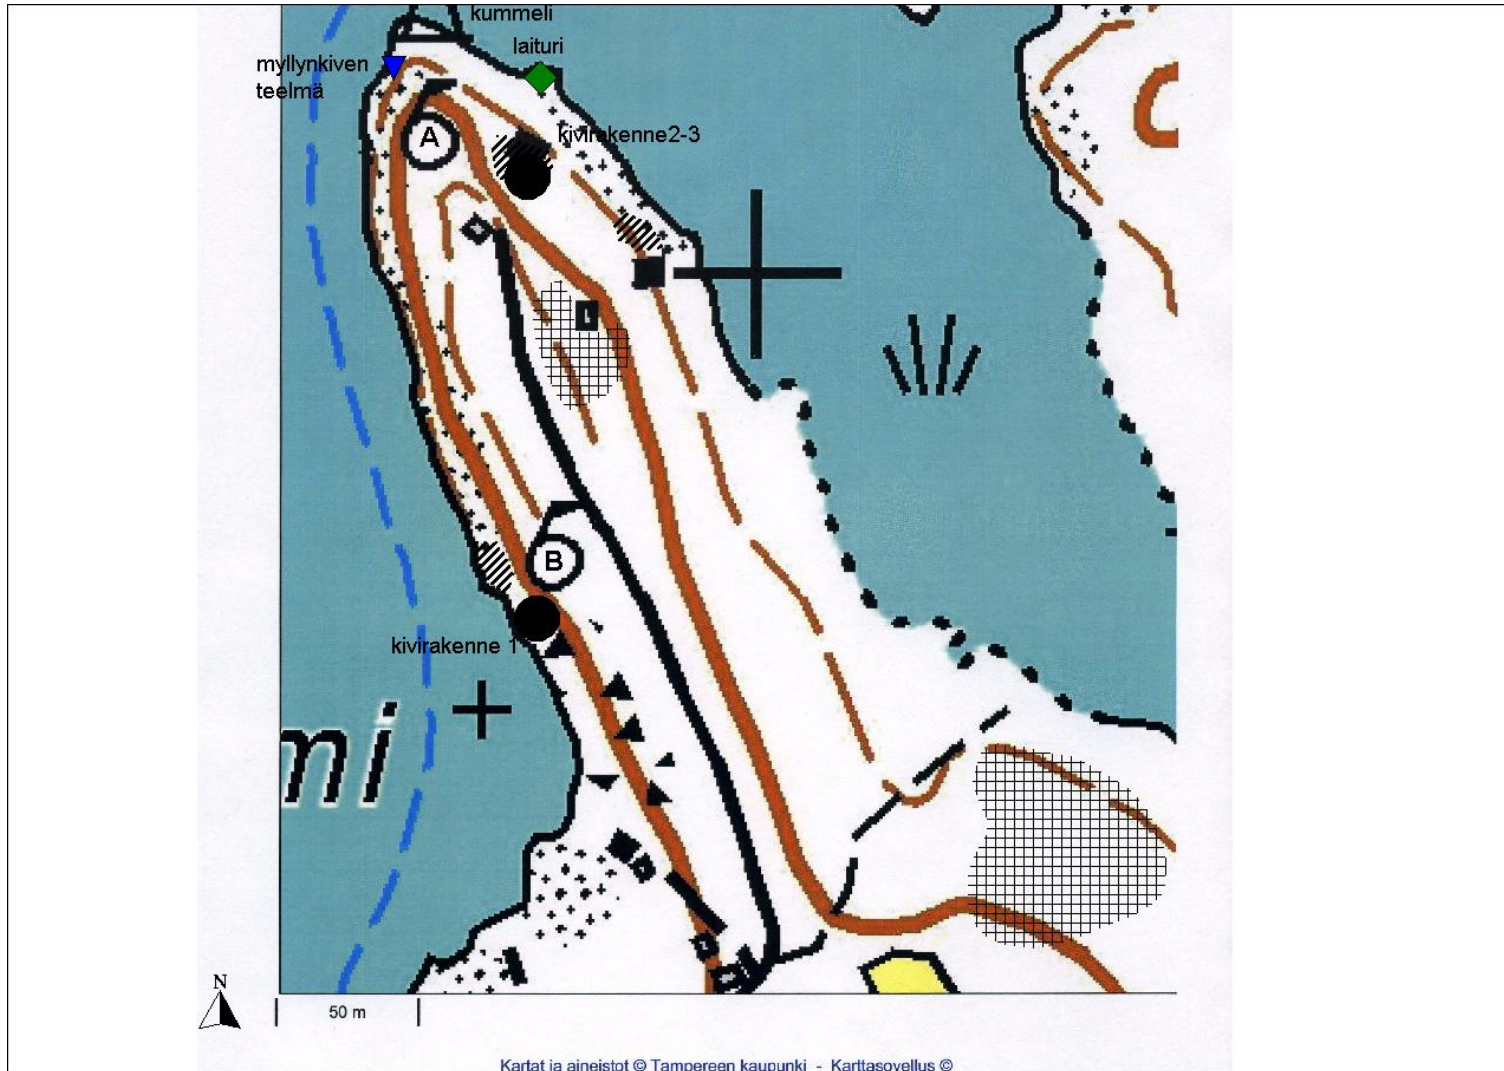 kummeli
laituri
myllynkiven
teelmä
kivirakenne2-3
A
B
kivirakenne 1
mi
N
50 m
Kartat ja aineistot © Tampereen kaupunki - Karttasovellus ©